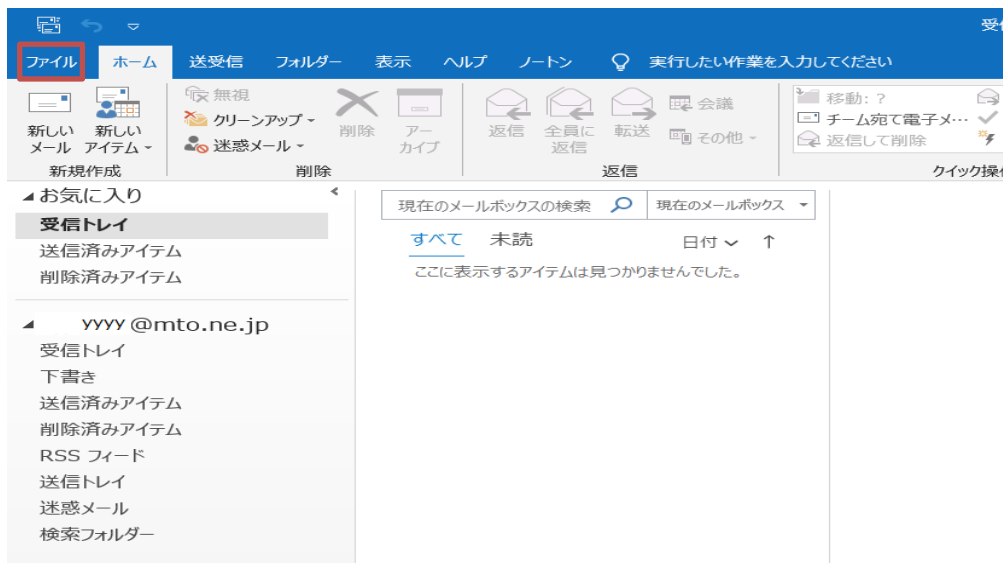 受信
ファイル ホーム 送受信 フォルダー 表示 ヘルプ ノートン 実行したい作業を入力してください
新しい
メール
新しい
アイテム
新規作成
無視
クリーンアップ
迷惑メール
削除
アー
カイブ
削除
返信
全員に
返信
転送
会議
その他
返信
移動: ?
チーム宛て電子メ…
返信して削除
クイック操作
お気に入り
受信トレイ
送信済みアイテム
削除済みアイテム
yyyy @mto.ne.jp
受信トレイ
下書き
送信済みアイテム
削除済みアイテム
RSS フィード
送信トレイ
迷惑メール
検索フォルダー
現在のメールボックスの検索 現在のメールボックス
すべて 未読 日付 ↑
ここに表示するアイテムは見つかりませんでした。